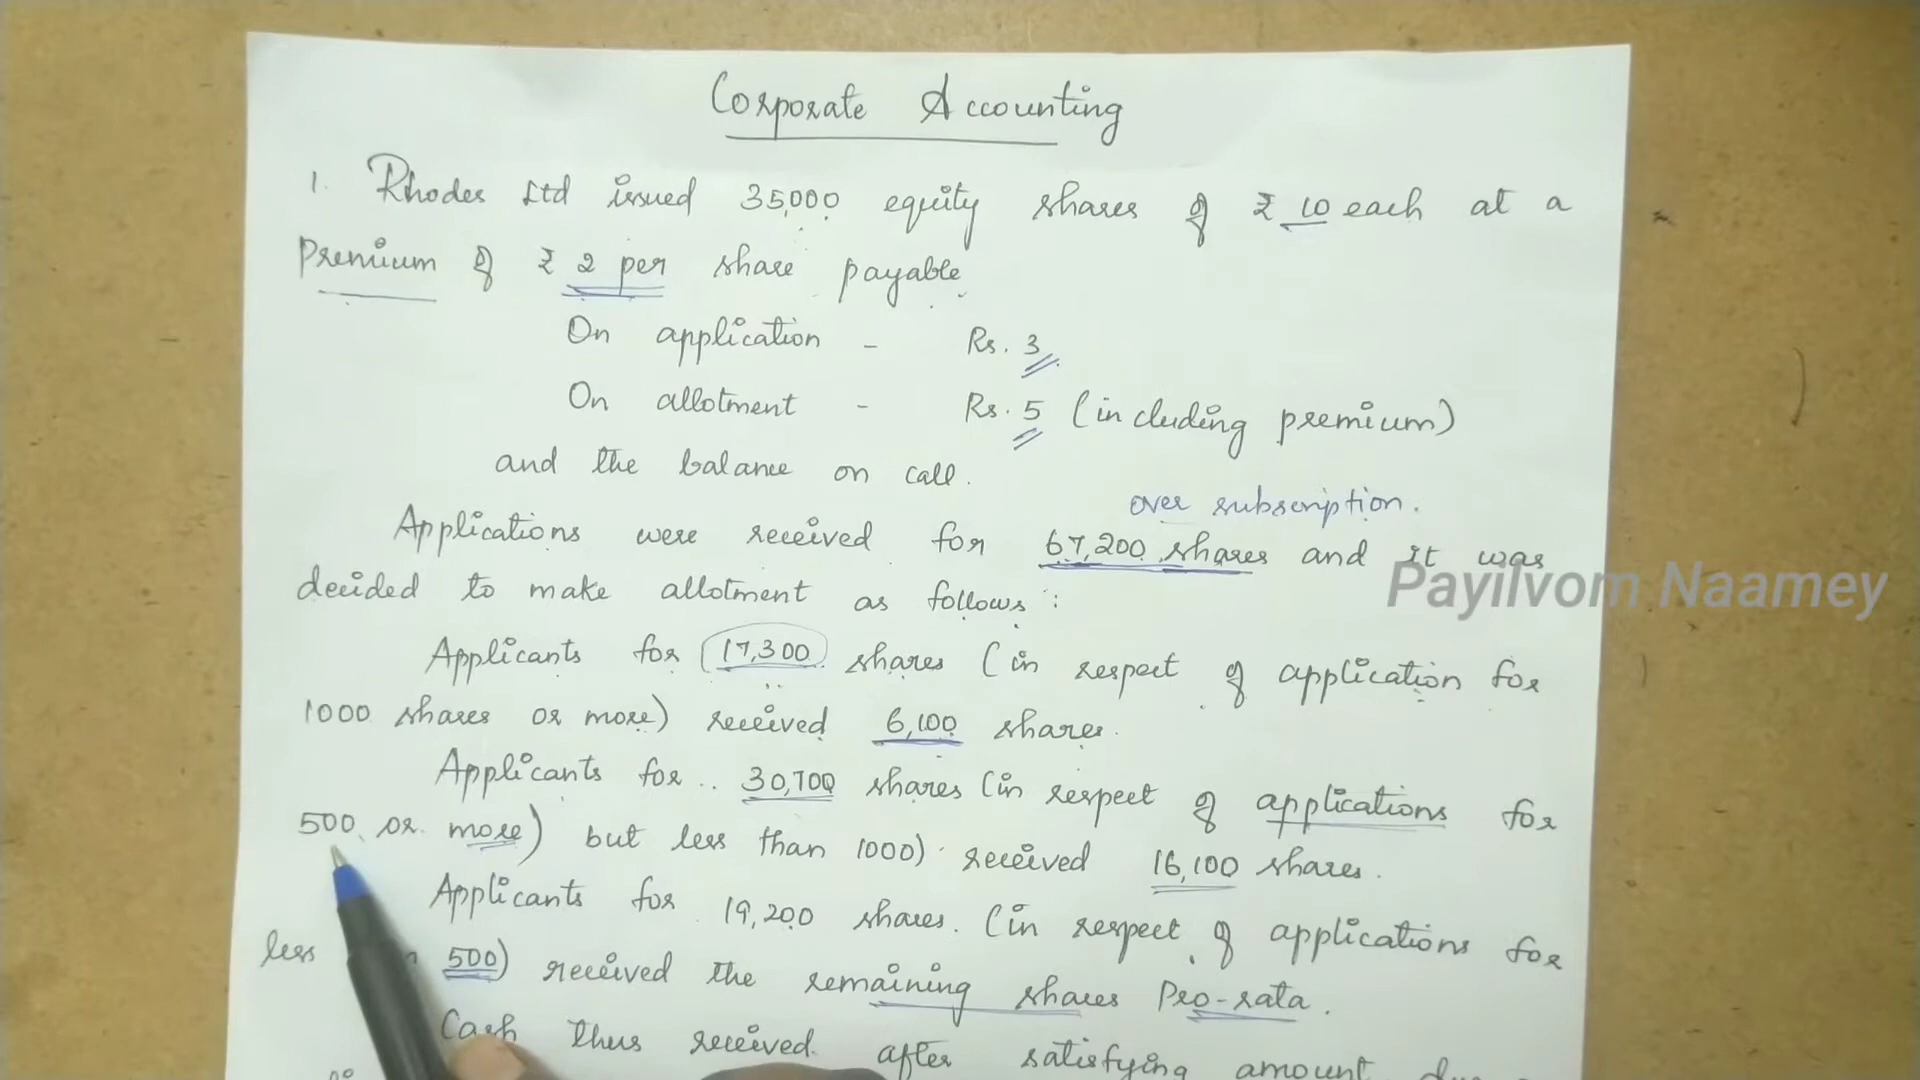 Corporate Accounting
1. Rhodes Ltd issued 35,000 equity shares of ₹ 10 each at a
Premium of ₹ 2 per share payable
On application - Rs. 3
On allotment - Rs. 5 (including premium)
and the balance on call.
over subscription.
Applications were received for 67,200 shares and it was
decided to make allotment as follows:
Payilvom Naamey
Applicants for 17,300 shares (in respect of application for
1000 shares or more) received 6,100 shares.
Applicants for 30,700 shares (in respect of applications for
500 or more) but less than 1000) received 16,100 shares.
Applicants for 19,200 shares. (in respect of applications for
less 500) received the remaining shares Pro-rata.
Cash thus received after satisfying amount